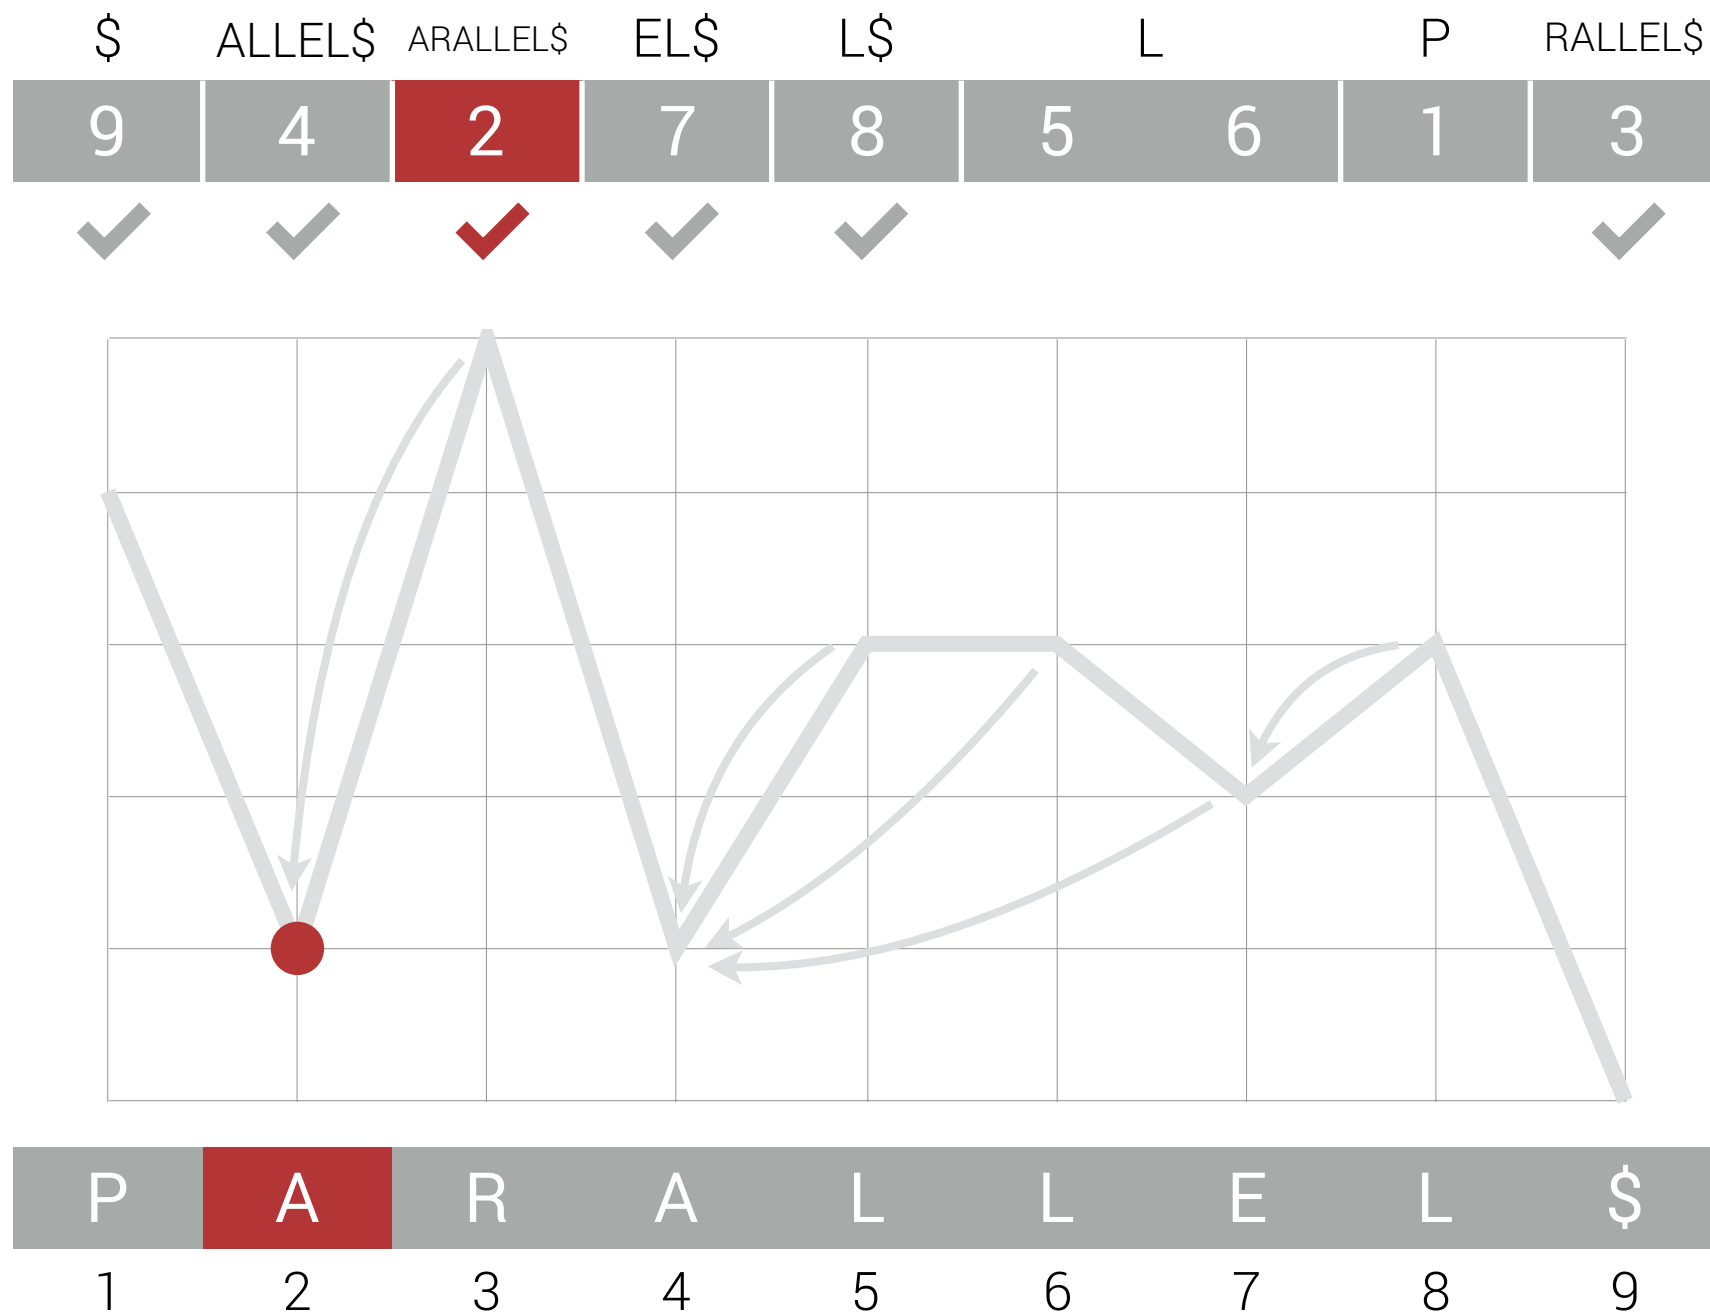 $ ALLEL$ ARALLEL$ EL$ L$ L P RALLEL$
9 4 2 7 8 5 6 1 3
P A R A L L E L $
1 2 3 4 5 6 7 8 9